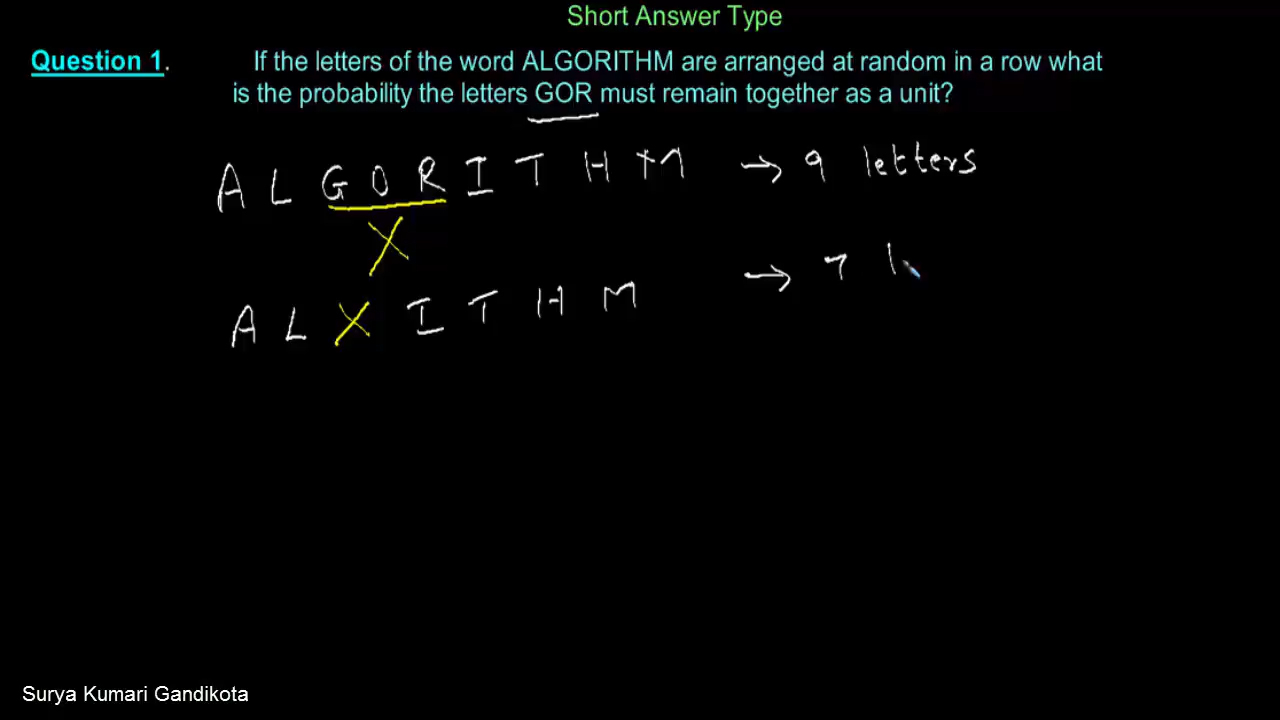 Short Answer Type
Question 1. If the letters of the word ALGORITHM are arranged at random in a row what
is the probability the letters GOR must remain together as a unit?
A L G O R I T H M → 9 letters
X
A L X I T H M → 7 l
Surya Kumari Gandikota